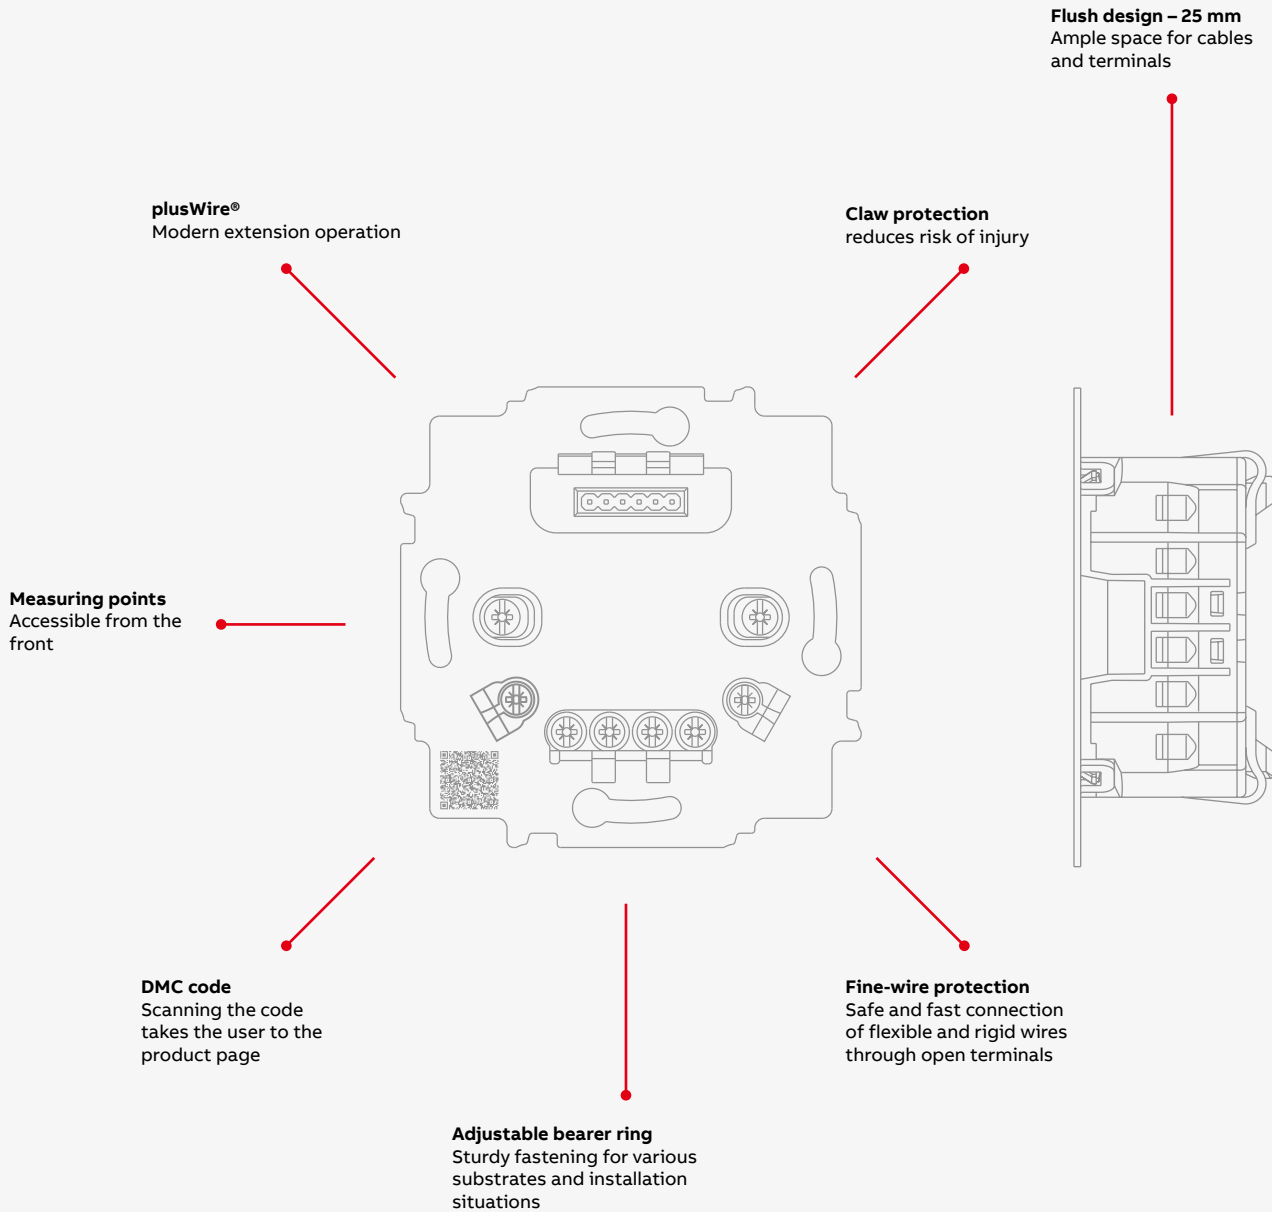 Flush design – 25 mm
Ample space for cables
and terminals
plusWire®
Modern extension operation
Claw protection
reduces risk of injury
Measuring points
Accessible from the
front
DMC code
Scanning the code
takes the user to the
product page
Fine-wire protection
Safe and fast connection
of flexible and rigid wires
through open terminals
Adjustable bearer ring
Sturdy fastening for various
substrates and installation
situations